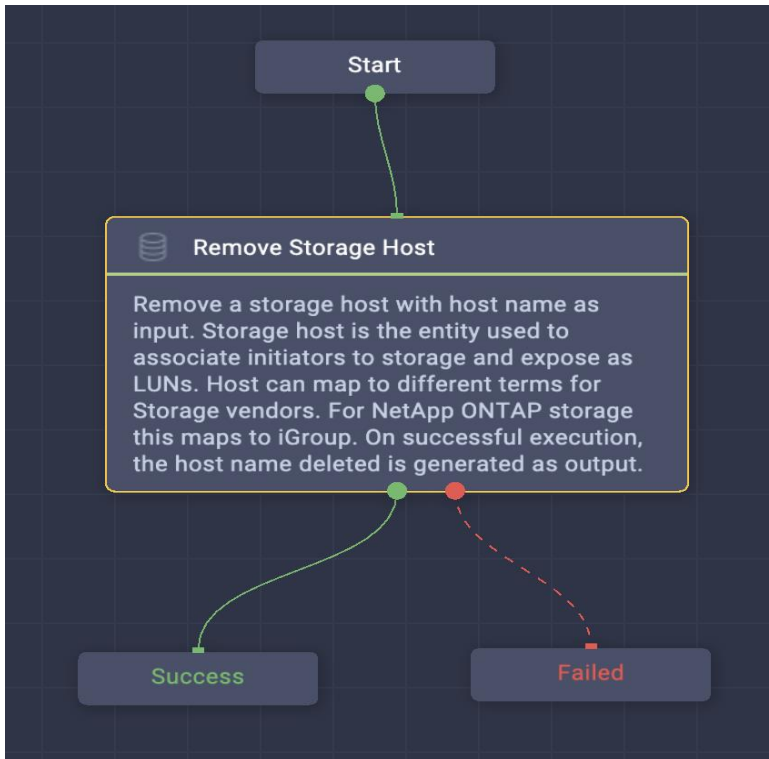 Start
Remove Storage Host
Remove a storage host with host name as
input. Storage host is the entity used to
associate initiators to storage and expose as
LUNs. Host can map to different terms for
Storage vendors. For NetApp ONTAP storage
this maps to iGroup. On successful execution,
the host name deleted is generated as output.
Success
Failed